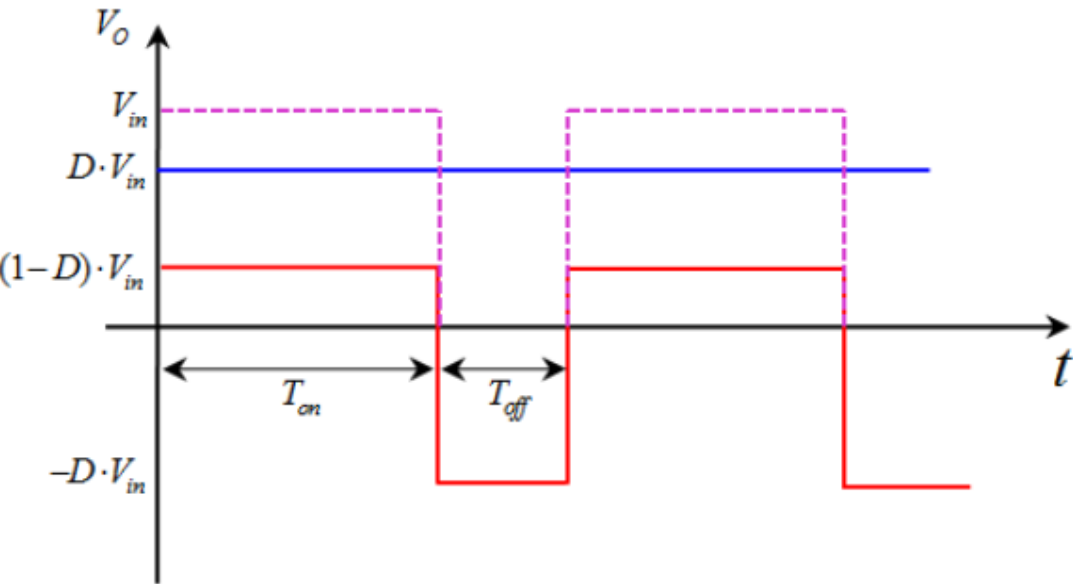 V_O
V_in
D·V_in
(1−D)·V_in
t
T_on
T_off
−D·V_in